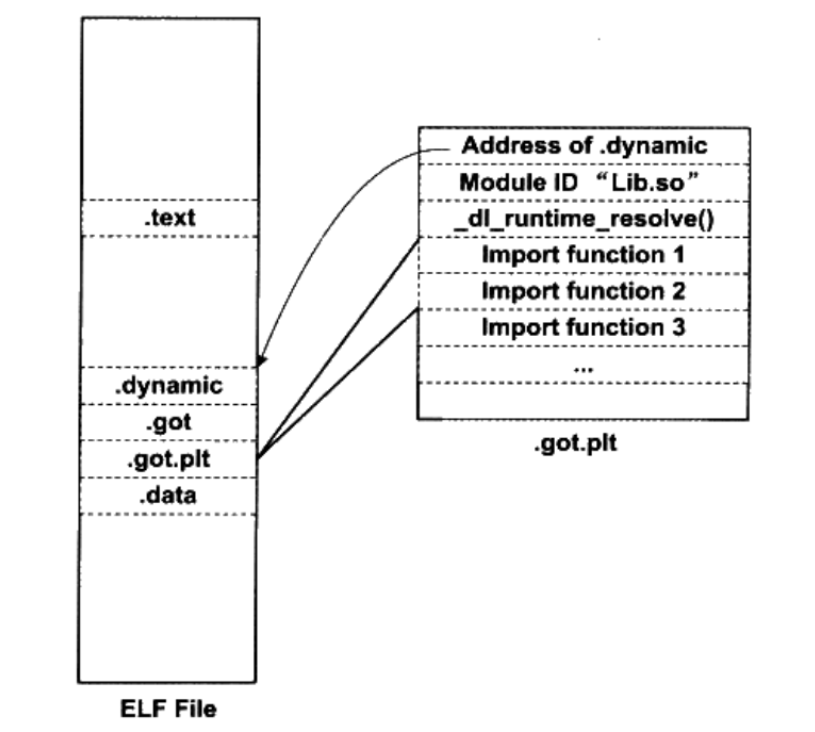 .text
.dynamic
.got
.got.plt
.data
ELF File
Address of .dynamic
Module ID “Lib.so”
_dl_runtime_resolve()
Import function 1
Import function 2
Import function 3
...
.got.plt